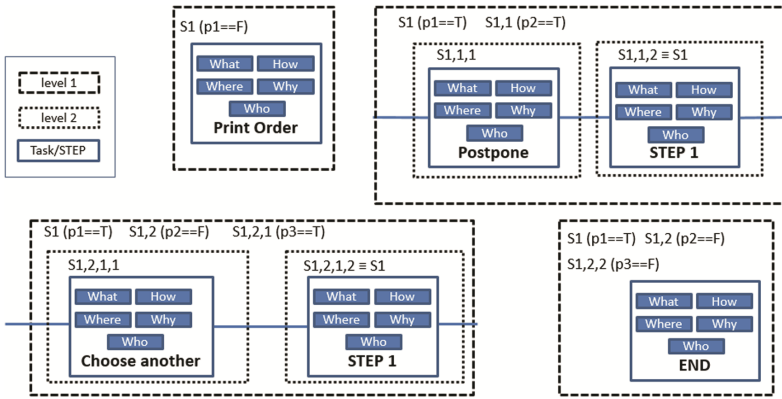 S1 (p1==F)
What How
Where Why
Who
Print Order
level 1
level 2
Task/STEP
S1 (p1==T) S1,1 (p2==T)
S1,1,1
What How
Where Why
Who
Postpone
S1,1,2 ≡ S1
What How
Where Why
Who
STEP 1
S1 (p1==T) S1,2 (p2==F) S1,2,1 (p3==T)
S1,2,1,1
What How
Where Why
Who
Choose another
S1,2,1,2 ≡ S1
What How
Where Why
Who
STEP 1
S1 (p1==T) S1,2 (p2==F)
S1,2,2 (p3==F)
What How
Where Why
Who
END